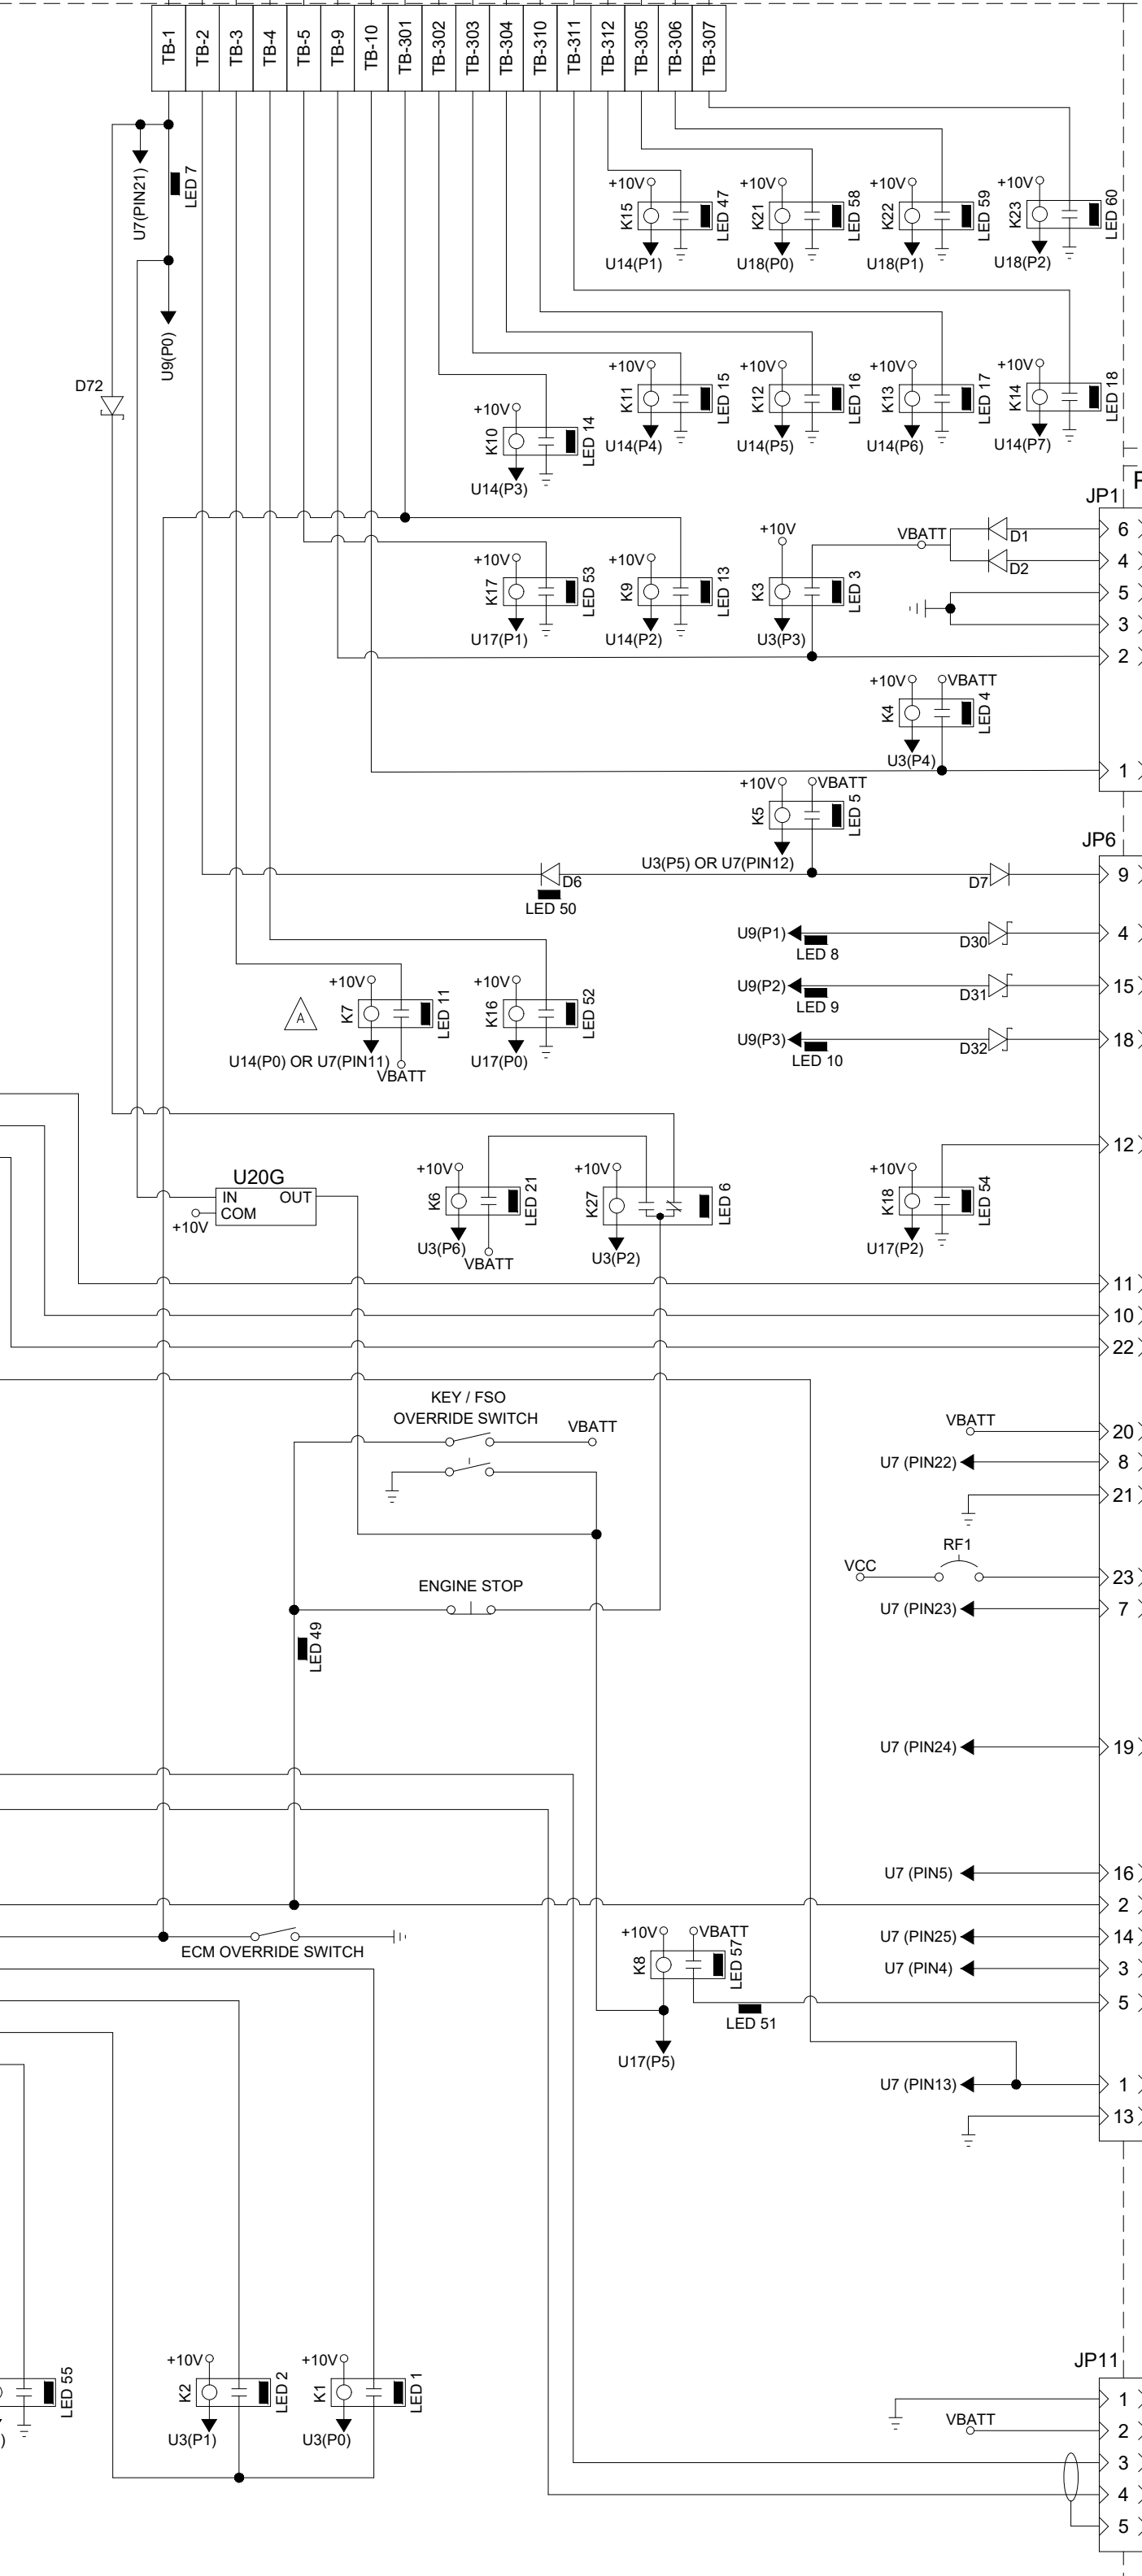 TB-1
TB-2
TB-3
TB-4
TB-5
TB-9
TB-10
TB-301
TB-302
TB-303
TB-304
TB-310
TB-311
TB-312
TB-305
TB-306
TB-307
U7(PIN21)
LED 7
U9(P0)
D72
+10V
K15
LED 47
U14(P1)
+10V
K21
LED 58
U18(P0)
+10V
K22
LED 59
U18(P1)
+10V
K23
LED 60
U18(P2)
+10V
K10
LED 14
U14(P3)
+10V
K11
LED 15
U14(P4)
+10V
K12
LED 16
U14(P5)
+10V
K13
LED 17
U14(P6)
+10V
K14
LED 18
U14(P7)
+10V
K17
LED 53
U17(P1)
+10V
K9
LED 13
U14(P2)
+10V
K3
LED 3
U3(P3)
VBATT
D1
D2
JP1
6
4
5
3
2
1
+10V
VBATT
K4
LED 4
U3(P4)
+10V
VBATT
K5
LED 5
U3(P5) OR U7(PIN12)
D6
LED 50
D7
JP6
9
4
15
18
12
11
10
22
20
8
21
23
7
19
16
2
14
3
5
1
13
U9(P1)
LED 8
D30
U9(P2)
LED 9
D31
U9(P3)
LED 10
D32
A
+10V
K7
LED 11
U14(P0) OR U7(PIN11)
VBATT
+10V
K16
LED 52
U17(P0)
U20G
IN
OUT
COM
+10V
+10V
K6
LED 21
U3(P6)
VBATT
+10V
K27
LED 6
U3(P2)
+10V
K18
LED 54
U17(P2)
KEY / FSO
OVERRIDE SWITCH
VBATT
ENGINE STOP
LED 49
VBATT
U7 (PIN22)
RF1
VCC
U7 (PIN23)
U7 (PIN24)
U7 (PIN5)
U7 (PIN25)
U7 (PIN4)
U7 (PIN13)
ECM OVERRIDE SWITCH
+10V
VBATT
K8
LED 57
LED 51
U17(P5)
LED 55
+10V
K2
LED 2
U3(P1)
+10V
K1
LED 1
U3(P0)
JP11
1
2
3
4
5
VBATT